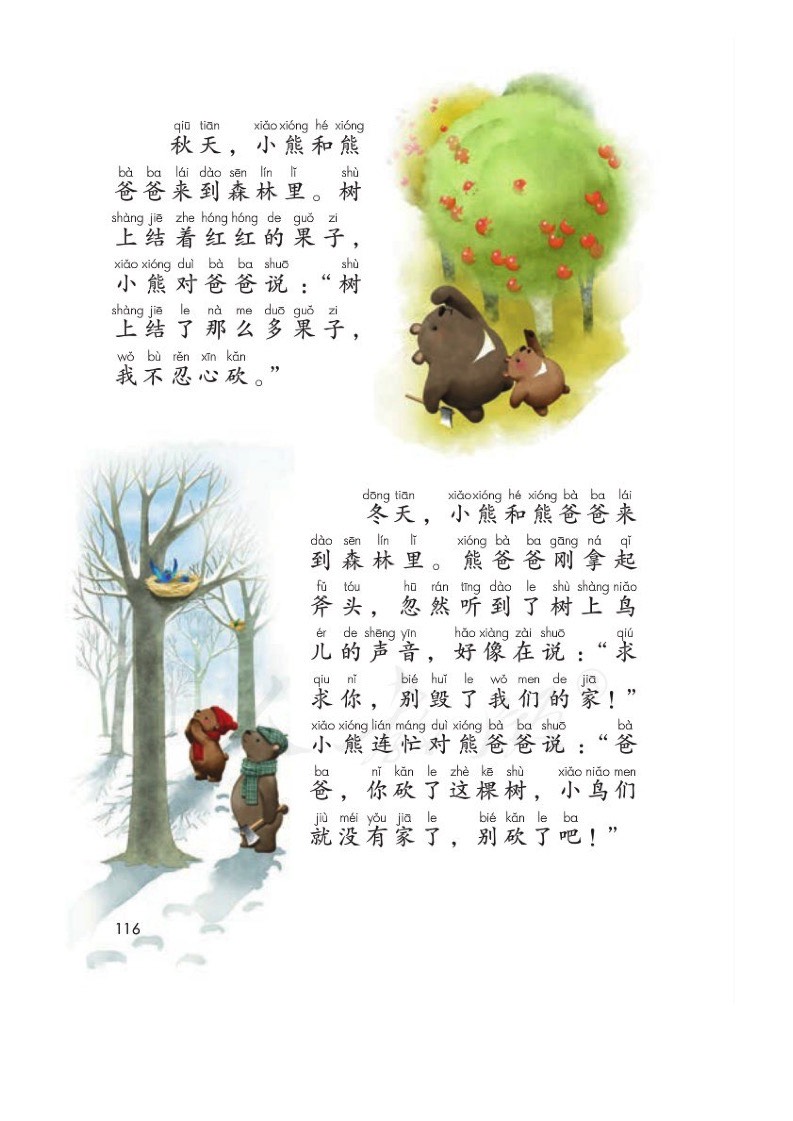 qiū tiān xiǎo xióng hé xióng
秋天，小熊和熊
bà ba lái dào sēn lín lǐ shù
爸爸来到森林里。树
shàng jiē zhe hóng hóng de guǒ zi
上结着红红的果子，
xiǎo xióng duì bà ba shuō shù
小熊对爸爸说：“树
shàng jiē le nà me duō guǒ zi
上结了那么多果子，
wǒ bù rěn xīn kǎn
我不忍心砍。”
dōng tiān xiǎo xióng hé xióng bà ba lái
冬天，小熊和熊爸爸来
dào sēn lín lǐ xióng bà ba gāng ná qǐ
到森林里。熊爸爸刚拿起
fǔ tóu hū rán tīng dào le shù shàng niǎo
斧头，忽然听到了树上鸟
ér de shēng yīn hǎo xiàng zài shuō qiú
儿的声音，好像在说：“求
qiu nǐ bié huǐ le wǒ men de jiā
求你，别毁了我们的家！”
xiǎo xióng lián máng duì xióng bà ba shuō bà
小熊连忙对熊爸爸说：“爸
ba nǐ kǎn le zhè kē shù xiǎo niǎo men
爸，你砍了这棵树，小鸟们
jiù méi yǒu jiā le bié kǎn le ba
就没有家了，别砍了吧！”
116